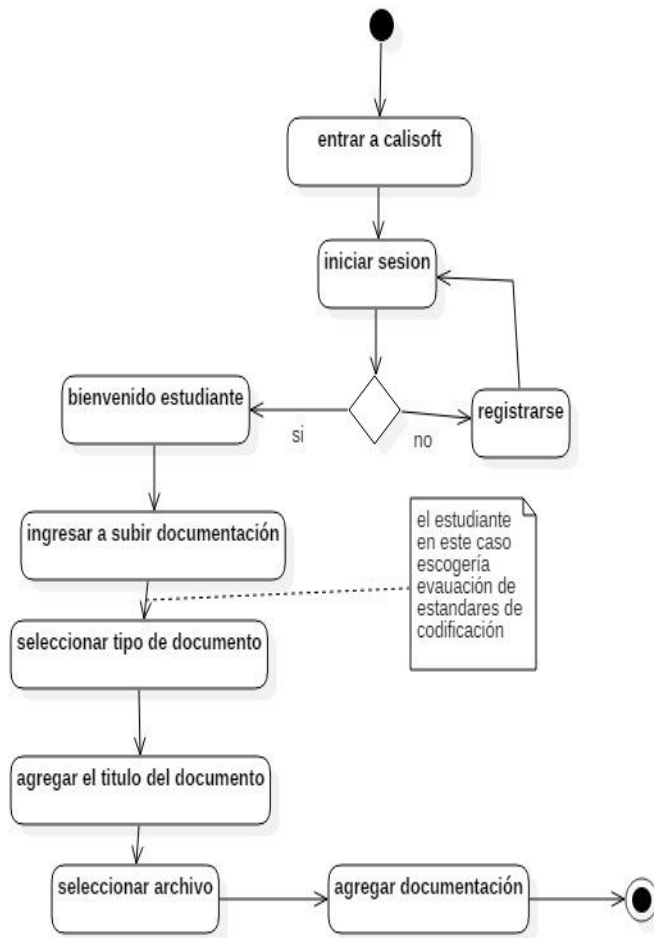 entrar a calisoft
iniciar sesion
bienvenido estudiante
registrarse
si
no
ingresar a subir documentación
el estudiante
en este caso
escogería
evauación de
estandares de
codificación
seleccionar tipo de documento
agregar el titulo del documento
seleccionar archivo
agregar documentación